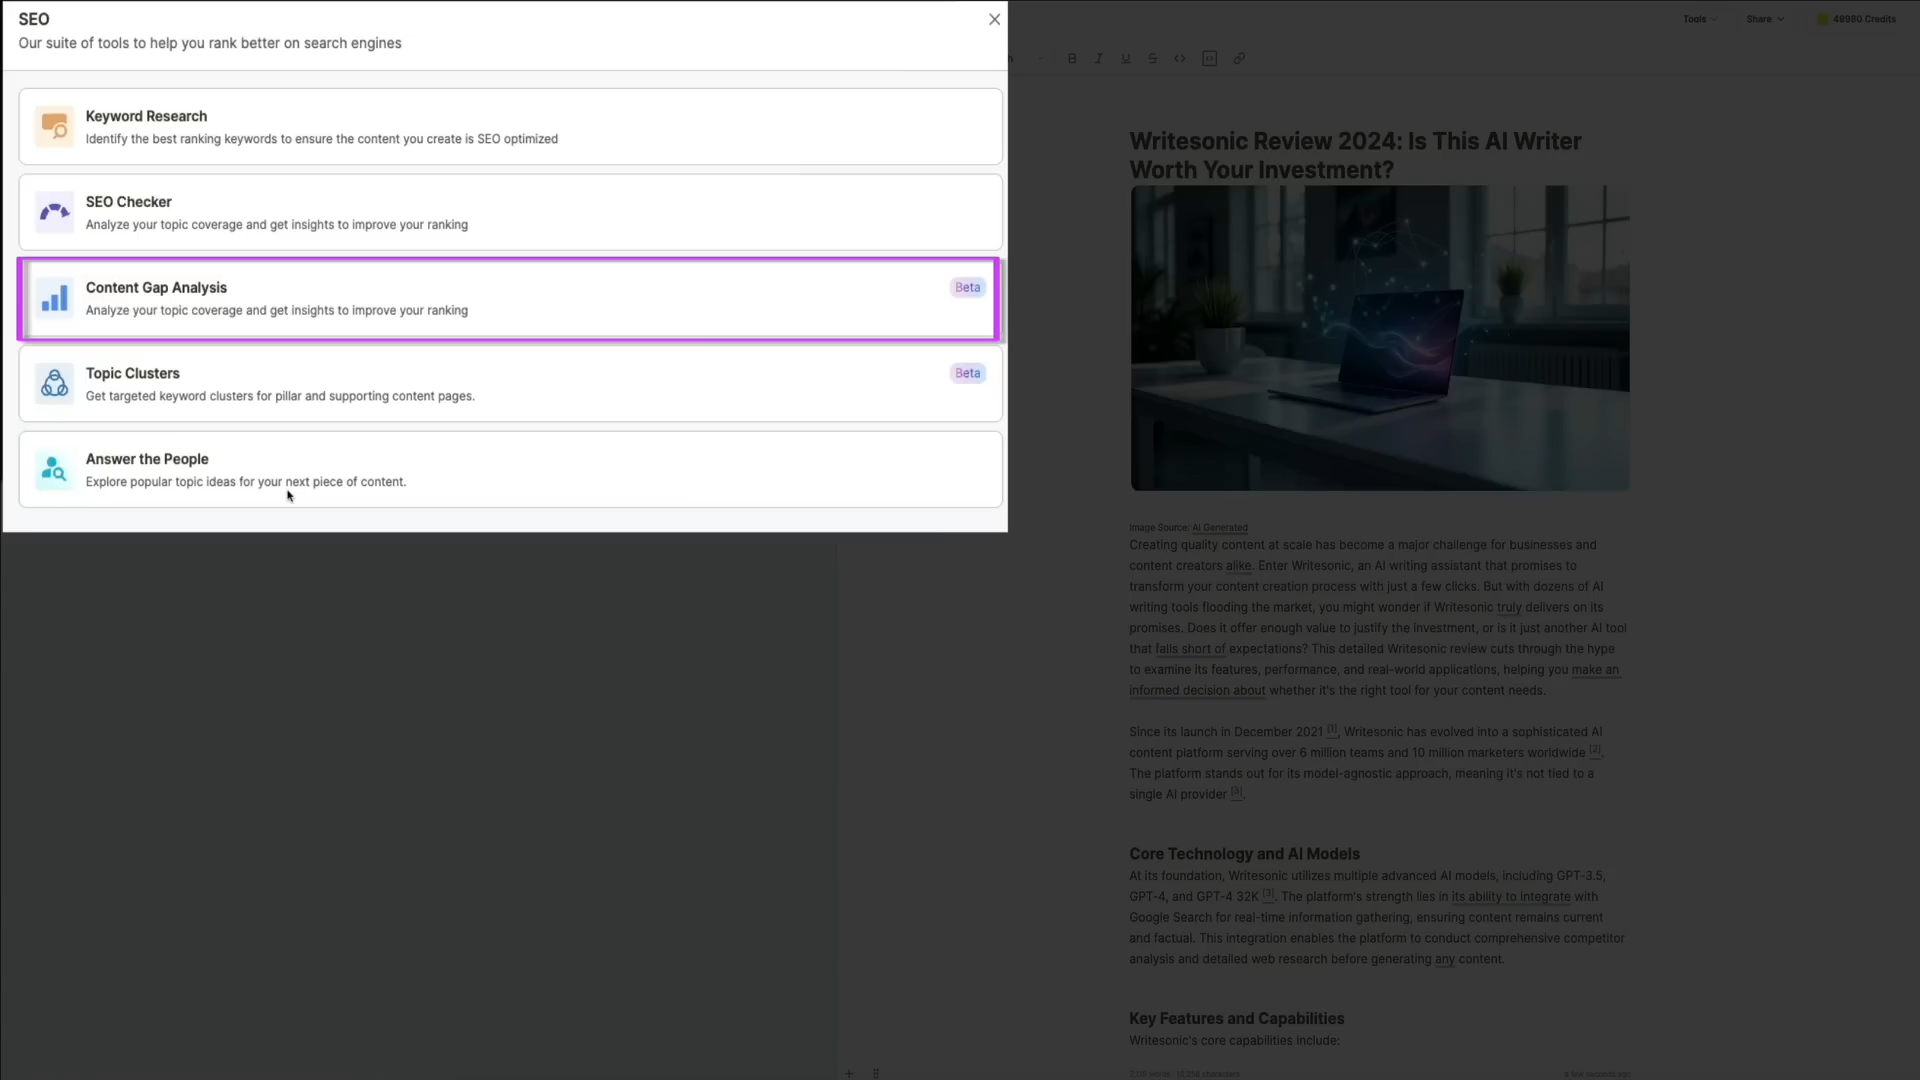 SEO
Our suite of tools to help you rank better on search engines
Keyword Research
Identify the best ranking keywords to ensure the content you create is SEO optimized
SEO Checker
Analyze your topic coverage and get insights to improve your ranking
Content Gap Analysis
Beta
Analyze your topic coverage and get insights to improve your ranking
Topic Clusters
Beta
Get targeted keyword clusters for pillar and supporting content pages.
Answer the People
Explore popular topic ideas for your next piece of content.
Tools
Share
48980 Credits
B I U S
Writesonic Review 2024: Is This AI Writer
Worth Your Investment?
Image Source: AI Generated
Creating quality content at scale has become a major challenge for businesses and
content creators alike. Enter Writesonic, an AI writing assistant that promises to
transform your content creation process with just a few clicks. But with dozens of AI
writing tools flooding the market, you might wonder if Writesonic truly delivers on its
promises. Does it offer enough value to justify the investment, or is it just another AI tool
that falls short of expectations? This detailed Writesonic review cuts through the hype
to examine its features, performance, and real-world applications, helping you make an
informed decision about whether it's the right tool for your content needs.
Since its launch in December 2021 [1], Writesonic has evolved into a sophisticated AI
content platform serving over 6 million teams and 10 million marketers worldwide [2].
The platform stands out for its model-agnostic approach, meaning it's not tied to a
single AI provider [3].
Core Technology and AI Models
At its foundation, Writesonic utilizes multiple advanced AI models, including GPT-3.5,
GPT-4, and GPT-4 32K [3]. The platform's strength lies in its ability to integrate with
Google Search for real-time information gathering, ensuring content remains current
and factual. This integration enables the platform to conduct comprehensive competitor
analysis and detailed web research before generating any content.
Key Features and Capabilities
Writesonic's core capabilities include:
a few seconds ago